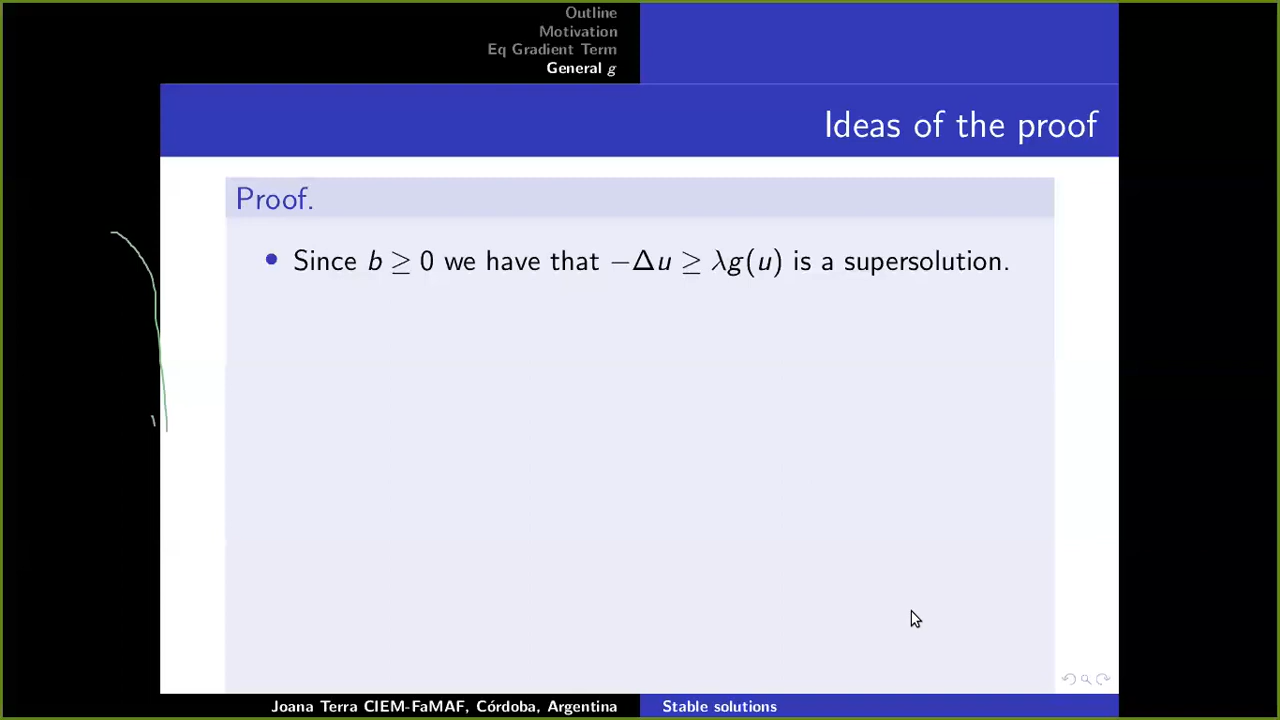 Outline
Motivation
Eq Gradient Term
General g
Ideas of the proof
Proof.
• Since b ≥ 0 we have that −Δu ≥ λg(u) is a supersolution.
Joana Terra CIEM-FaMAF, Córdoba, Argentina
Stable solutions